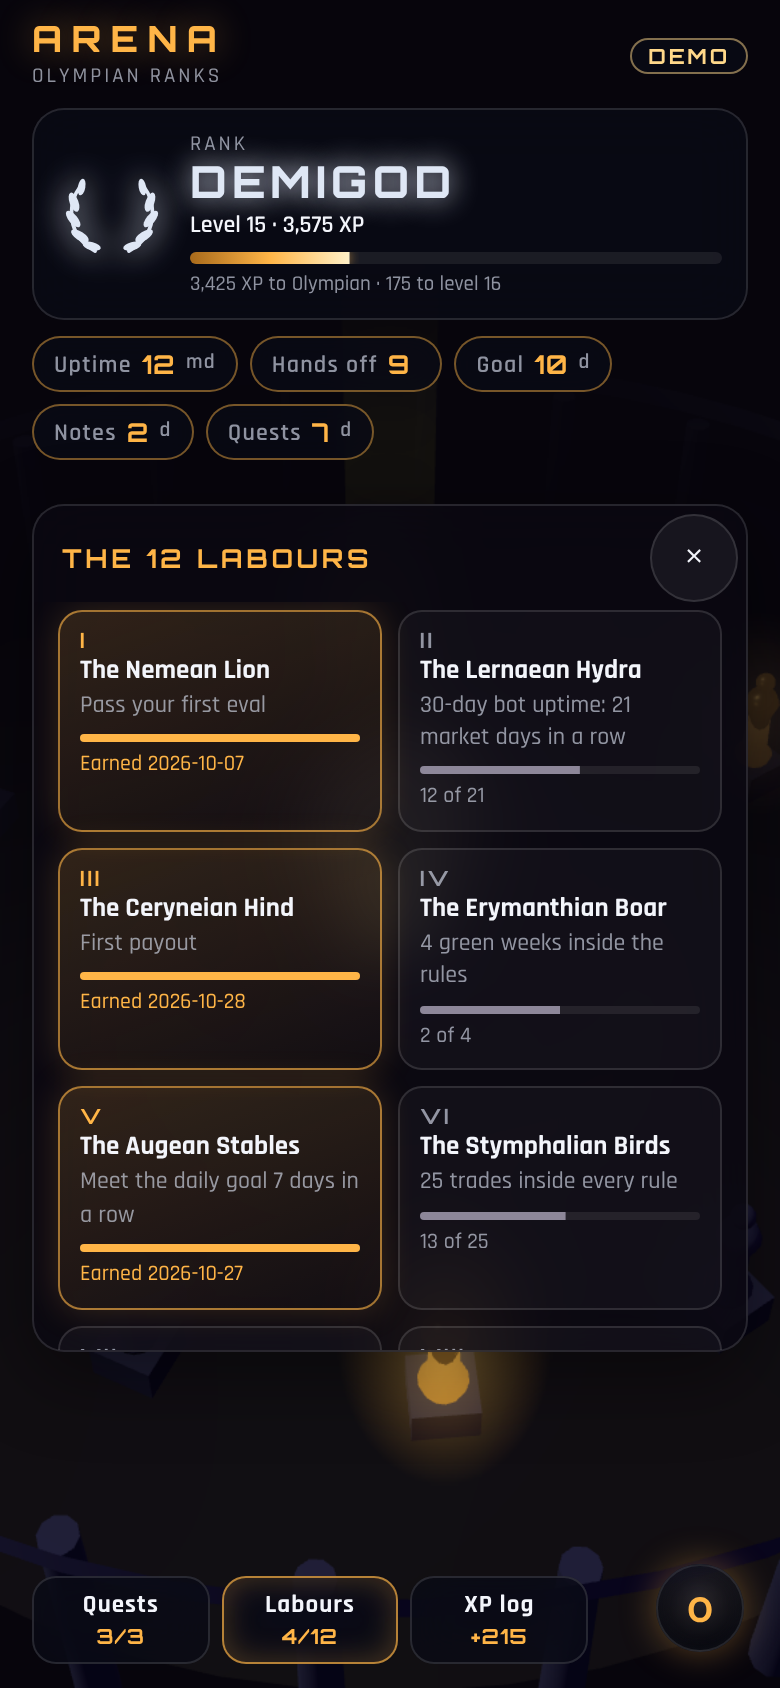 ARENA
OLYMPIAN RANKS
DEMO
RANK
DEMIGOD
Level 15 · 3,575 XP
3,425 XP to Olympian · 175 to level 16
Uptime 12 md
Hands off 9
Goal 10 d
Notes 2 d
Quests 7 d
THE 12 LABOURS
×
I
The Nemean Lion
Pass your first eval
Earned 2026-10-07
II
The Lernaean Hydra
30-day bot uptime: 21
market days in a row
12 of 21
III
The Ceryneian Hind
First payout
Earned 2026-10-28
IV
The Erymanthian Boar
4 green weeks inside the
rules
2 of 4
V
The Augean Stables
Meet the daily goal 7 days in
a row
Earned 2026-10-27
VI
The Stymphalian Birds
25 trades inside every rule
13 of 25
Quests
3/3
Labours
4/12
XP log
+215
O